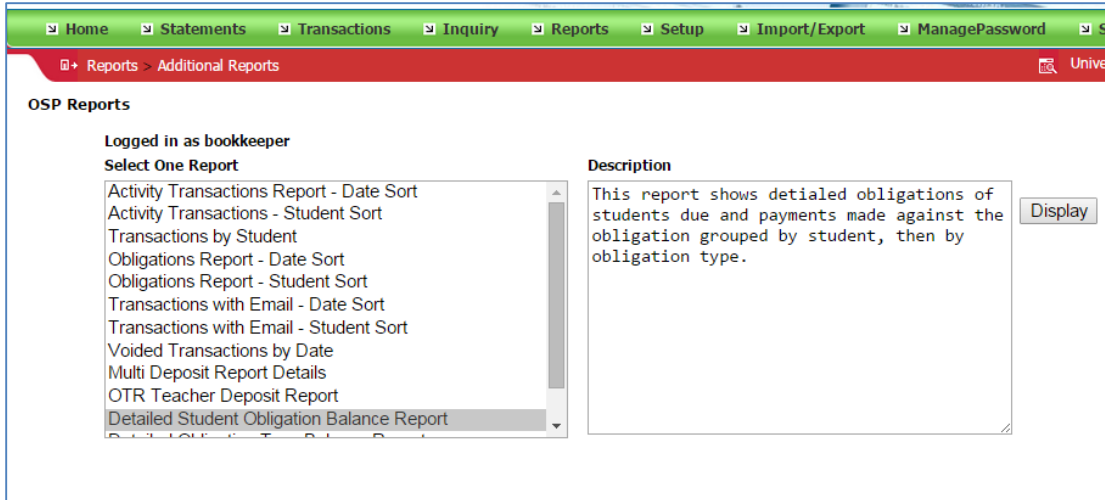 Home Statements Transactions Inquiry Reports Setup Import/Export ManagePassword S
Reports > Additional Reports Unive
OSP Reports
Logged in as bookkeeper
Select One Report Description
Activity Transactions Report - Date Sort
Activity Transactions - Student Sort
Transactions by Student
Obligations Report - Date Sort
Obligations Report - Student Sort
Transactions with Email - Date Sort
Transactions with Email - Student Sort
Voided Transactions by Date
Multi Deposit Report Details
OTR Teacher Deposit Report
Detailed Student Obligation Balance Report
This report shows detialed obligations of
students due and payments made against the
obligation grouped by student, then by
obligation type.
Display